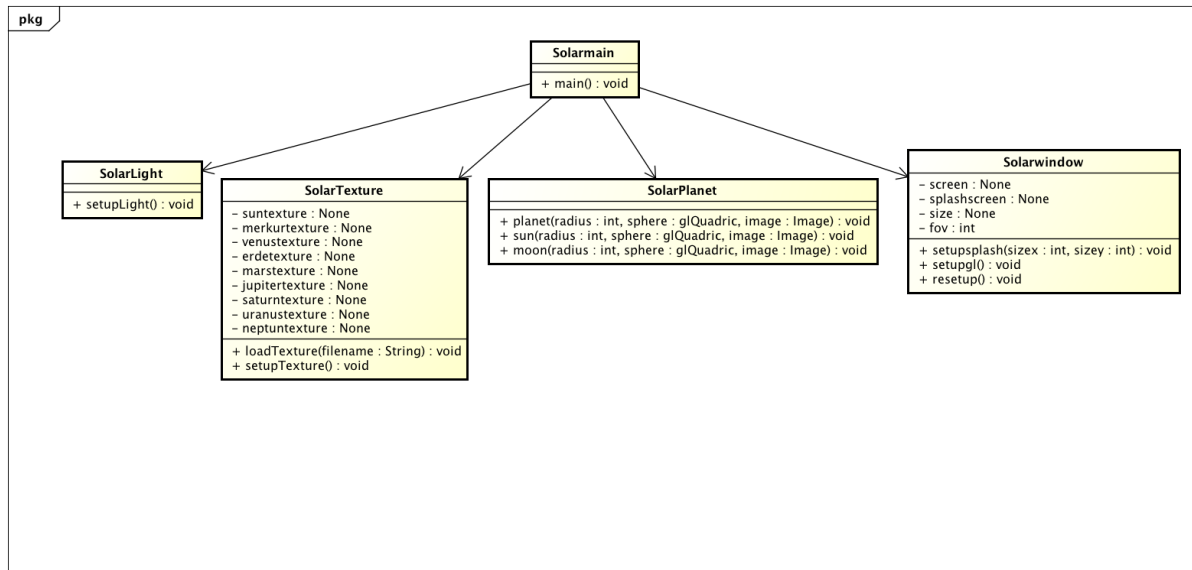 pkg
Solarmain
+ main() : void
SolarLight
+ setupLight() : void
SolarTexture
– suntexture : None
– merkurtexture : None
– venustexture : None
– erdetexture : None
– marstexture : None
– jupitertexture : None
– saturntexture : None
– uranustexture : None
– neptuntexture : None
+ loadTexture(filename : String) : void
+ setupTexture() : void
SolarPlanet
+ planet(radius : int, sphere : glQuadric, image : Image) : void
+ sun(radius : int, sphere : glQuadric, image : Image) : void
+ moon(radius : int, sphere : glQuadric, image : Image) : void
Solarwindow
– screen : None
– splashscreen : None
– size : None
– fov : int
+ setupsplash(sizex : int, sizey : int) : void
+ setupgl() : void
+ resetup() : void